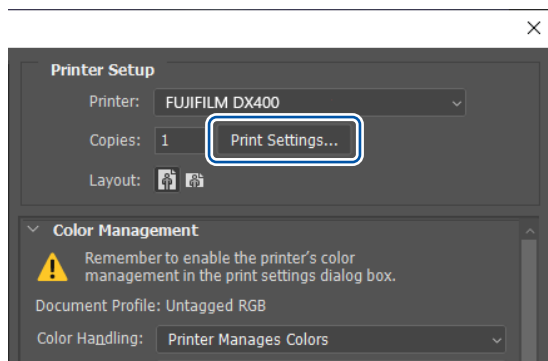 Printer Setup
Printer: FUJIFILM DX400
Copies: 1 Print Settings...
Layout:
Color Management
Remember to enable the printer's color
management in the print settings dialog box.
Document Profile: Untagged RGB
Color Handling: Printer Manages Colors